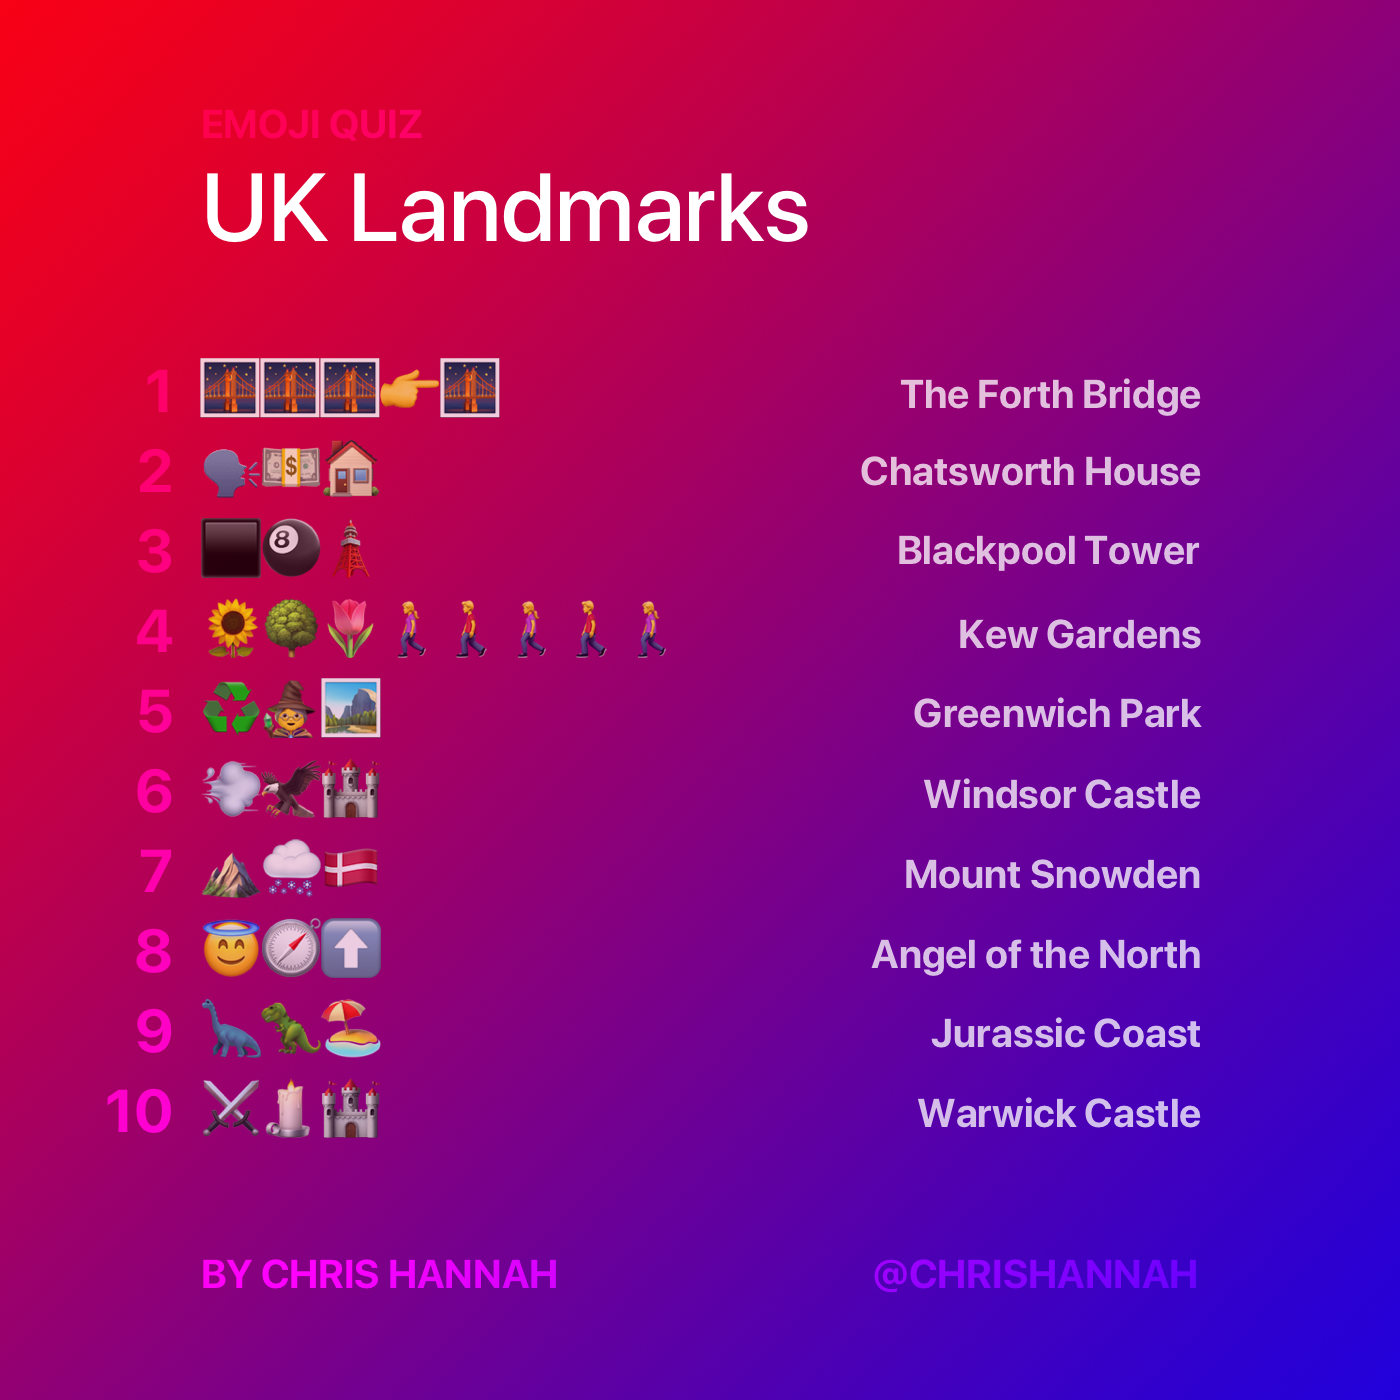 EMOJI QUIZ
UK Landmarks
1 🌉🌉🌉👉🌉 The Forth Bridge
2 🗣💵🏠 Chatsworth House
3 ⬛🎱🗼 Blackpool Tower
4 🌻🌳🌷🚶‍♀️🚶‍♂️🚶‍♀️🚶‍♂️🚶‍♀️ Kew Gardens
5 ♻️🧙🏞 Greenwich Park
6 💨🦅🏰 Windsor Castle
7 ⛰🌨🇩🇰 Mount Snowden
8 😇🧭⬆️ Angel of the North
9 🦕🦖🏖 Jurassic Coast
10 ⚔️🕯🏰 Warwick Castle
BY CHRIS HANNAH @CHRISHANNAH